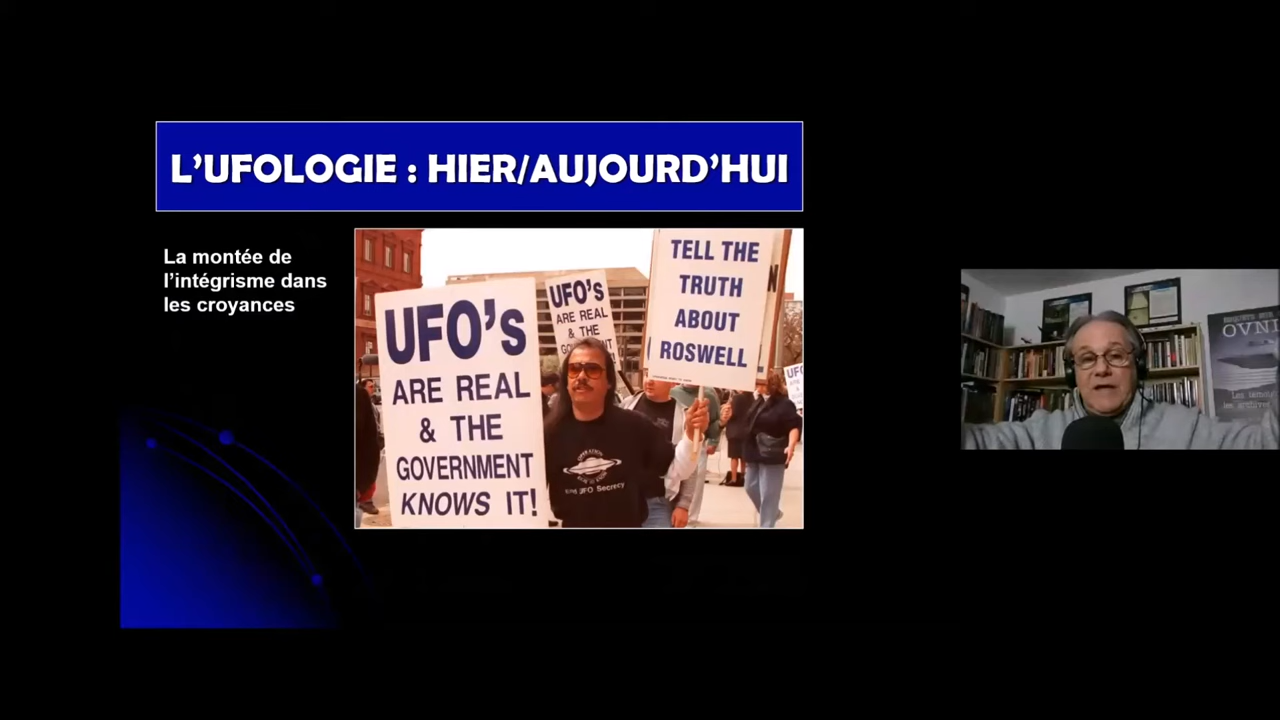 L'UFOLOGIE : HIER/AUJOURD'HUI
La montée de
l'intégrisme dans
les croyances
UFO's
ARE REAL
& THE
GOVERNMENT
KNOWS IT!
UFO's
ARE REAL
& THE
TELL THE
TRUTH
ABOUT
ROSWELL
UFO Secrecy
OVNI
Les